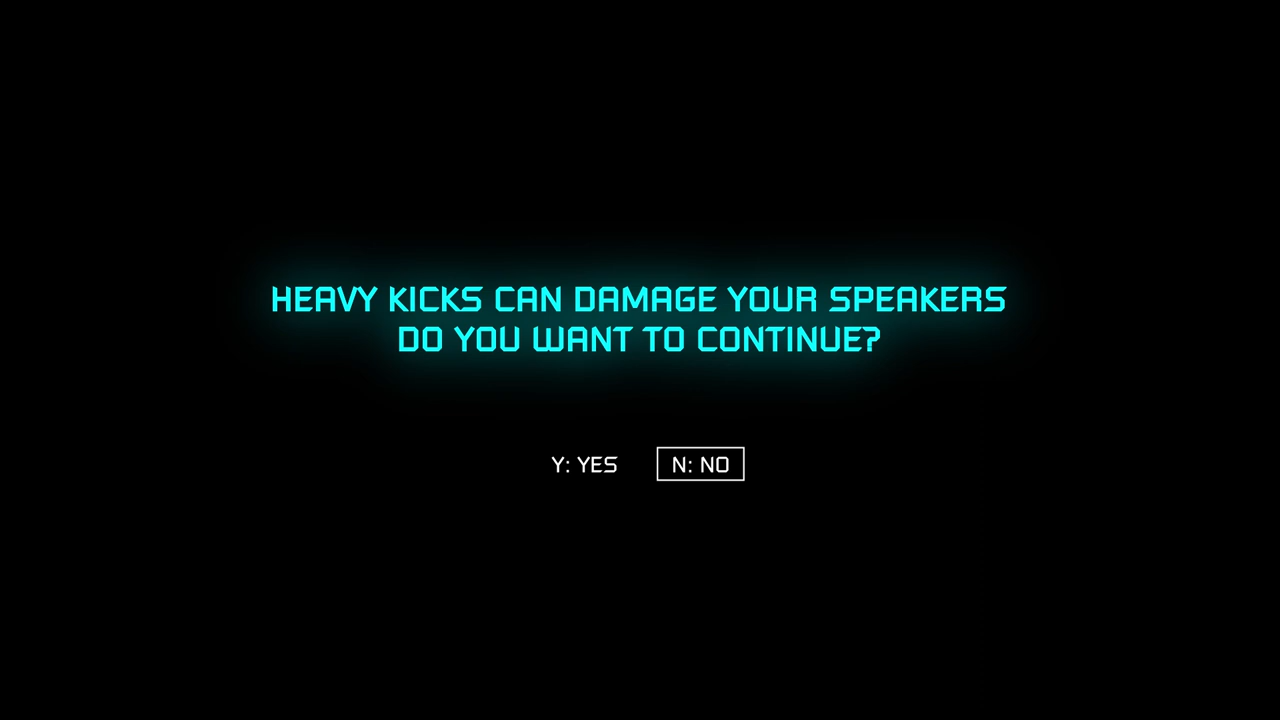 HEAVY KICKS CAN DAMAGE YOUR SPEAKERS
DO YOU WANT TO CONTINUE?
Y: YES N: NO